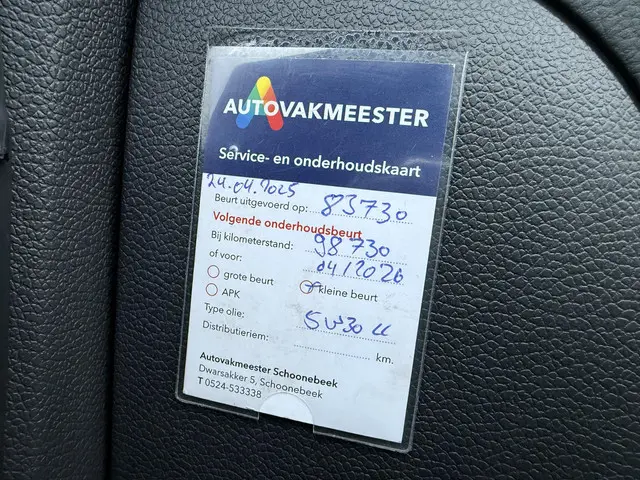 AUTOVAKMEESTER
Service- en onderhoudskaart
24.04.2025
Beurt uitgevoerd op: 83730
Volgende onderhoudsbeurt
Bij kilometerstand: 98730
of voor: 04/2026
grote beurt kleine beurt
APK
Type olie: 5W30
Distributieriem: km.
Autovakmeester Schoonebeek
Dwarsakker 5, Schoonebeek
T 0524-533338